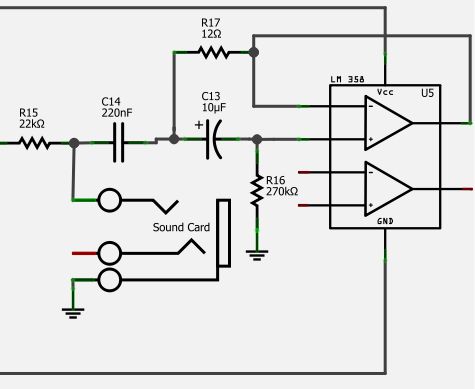 R17
12Ω
LM 358
Vcc
U5
C13
10µF
+
C14
220nF
R15
22kΩ
-
+
R16
270kΩ
-
+
Sound Card
GND